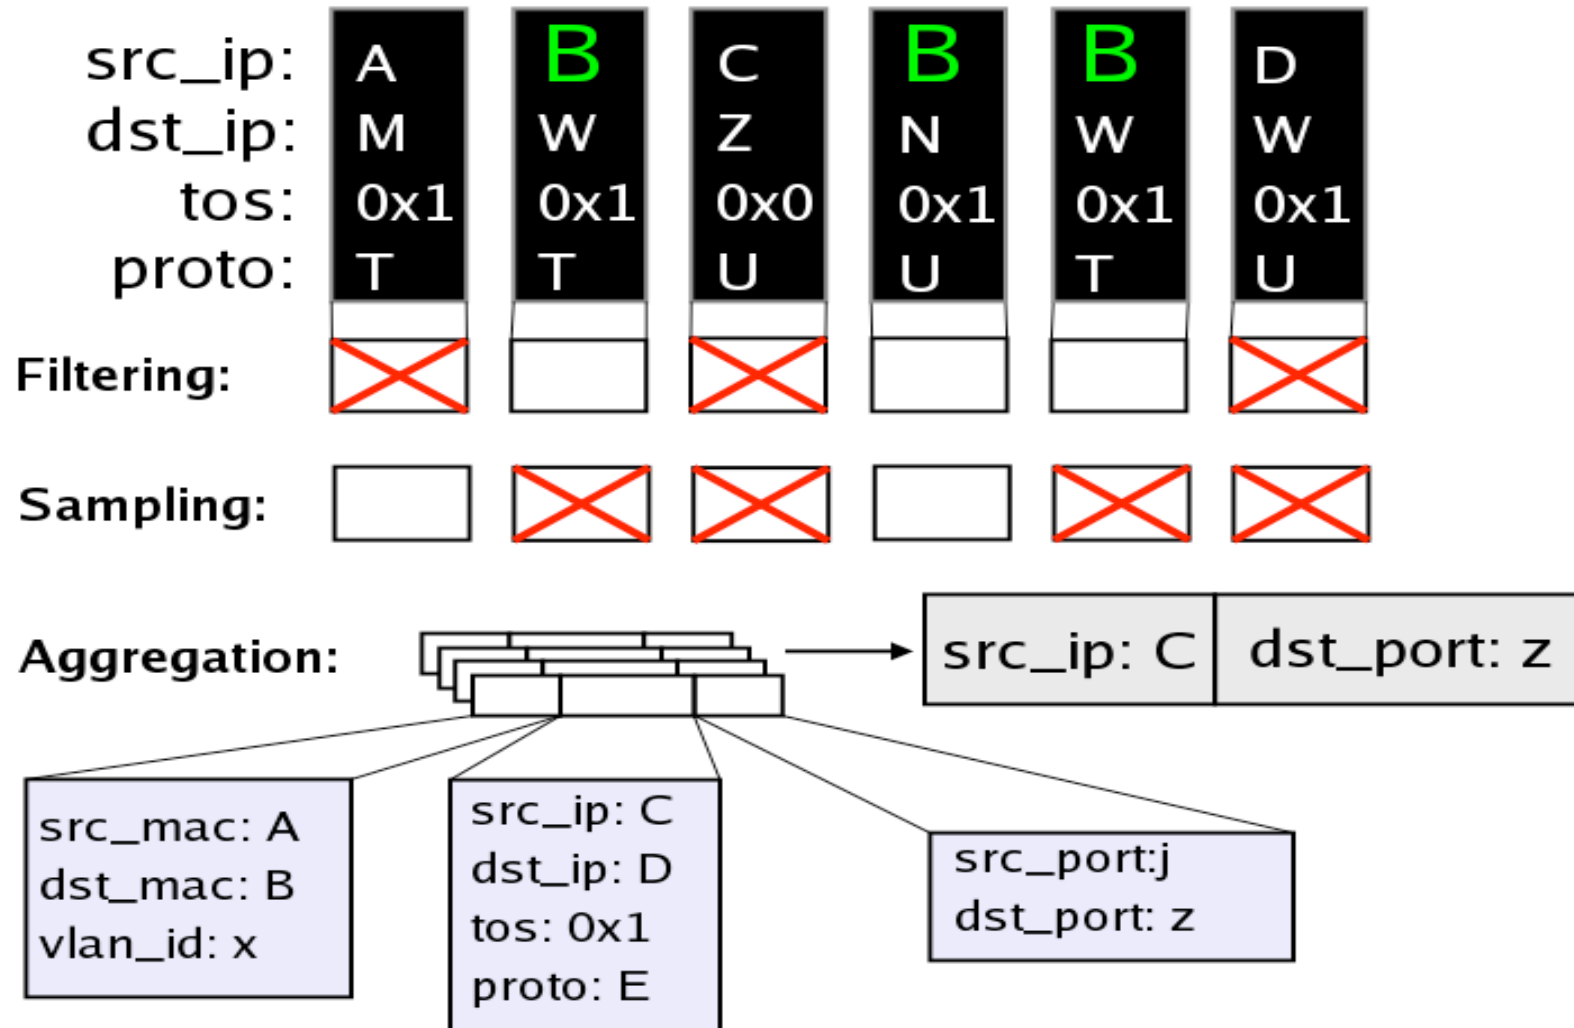 src_ip: A B C B B D
dst_ip: M W Z N W W
tos: 0x1 0x1 0x0 0x1 0x1 0x1
proto: T T U U T U
Filtering:
Sampling:
Aggregation:
src_ip: C dst_port: z
src_mac: A
dst_mac: B
vlan_id: x
src_ip: C
dst_ip: D
tos: 0x1
proto: E
src_port:j
dst_port: z